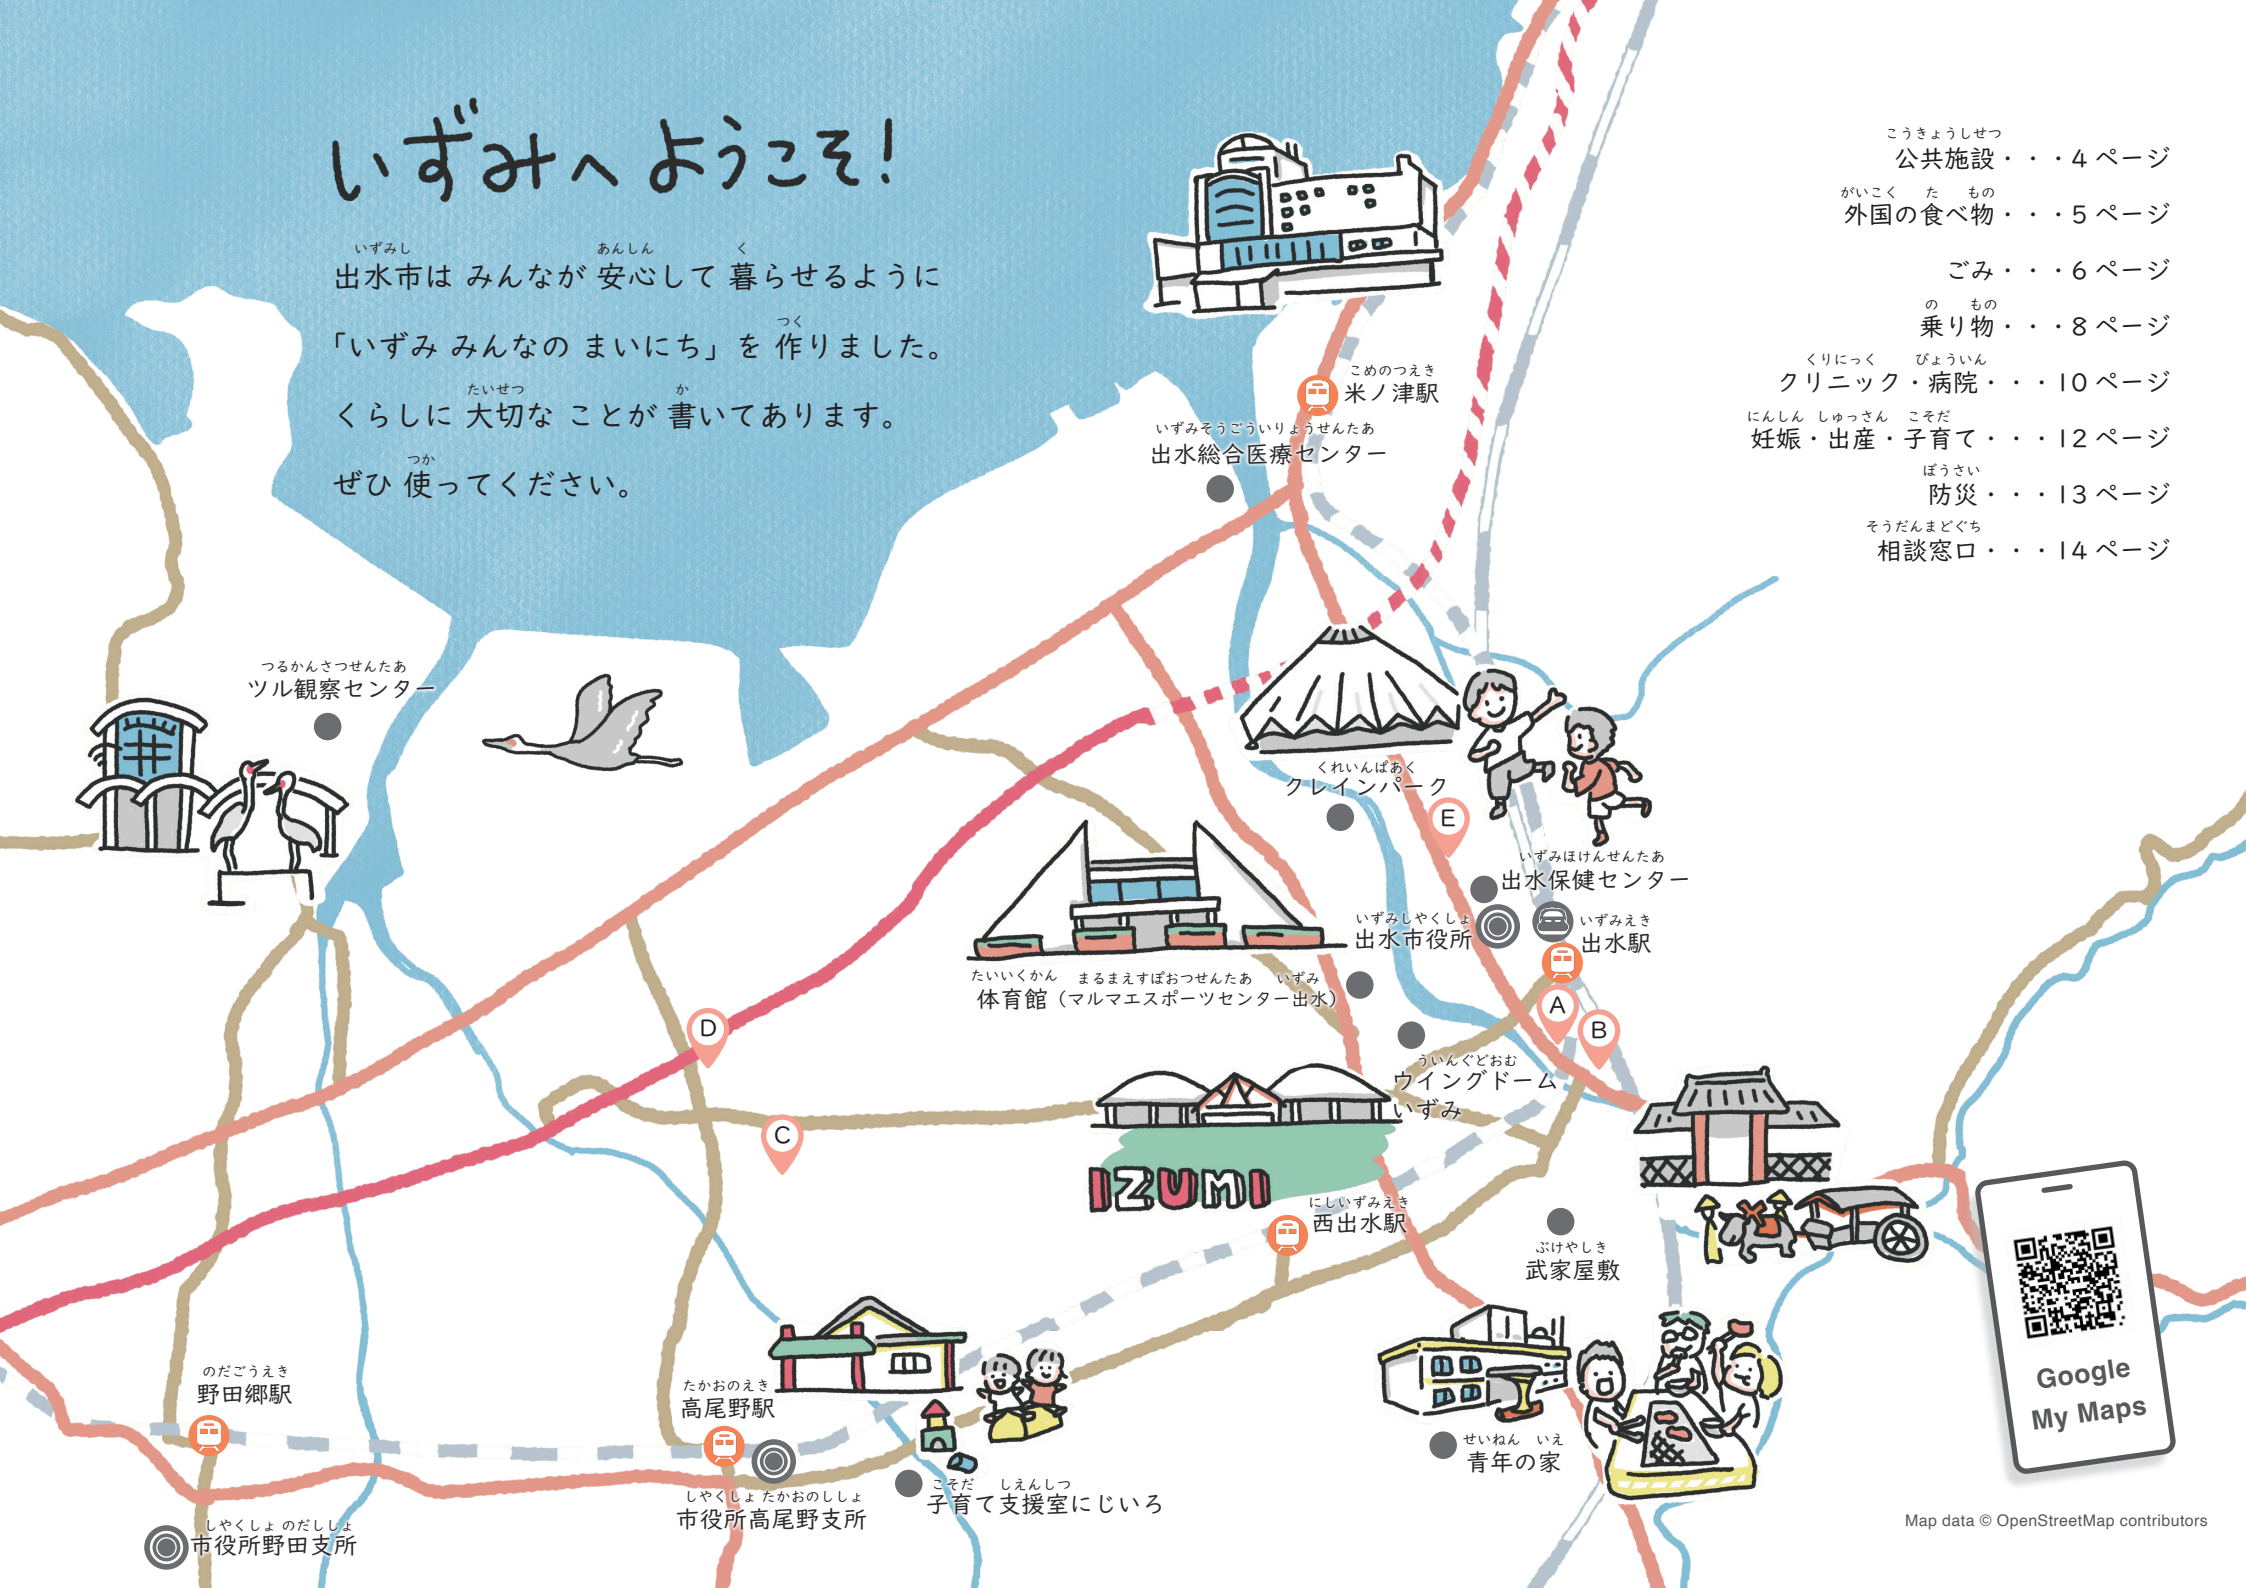 いずみへようこそ！
いずみし あんしん く
出水市は みんなが 安心して 暮らせるように
つく
「いずみ みんなの まいにち」を 作りました。
たいせつ か
くらしに 大切な ことが 書いてあります。
つか
ぜひ 使ってください。
こうきょうしせつ
公共施設・・・4ページ
がいこく た もの
外国の食べ物・・・5ページ
ごみ・・・6ページ
の もの
乗り物・・・8ページ
くりにっく びょういん
クリニック・病院・・・10ページ
にんしん しゅっさん こそだ
妊娠・出産・子育て・・・12ページ
ぼうさい
防災・・・13ページ
そうだんまどぐち
相談窓口・・・14ページ
こめのつえき
米ノ津駅
いずみそうごういりょうせんたあ
出水総合医療センター
つるかんさつせんたあ
ツル観察センター
くれいんぱあく
クレインパーク
E
いずみほけんせんたあ
出水保健センター
いずみしやくしょ
出水市役所
いずみえき
出水駅
たいいくかん まるまえすぽおつせんたあ いずみ
体育館（マルマエスポーツセンター出水）
A
B
D
C
ういんぐどおむ
ウイングドーム
いずみ
IZUMI
にしいずみえき
西出水駅
ぶけやしき
武家屋敷
のだごうえき
野田郷駅
たかおのえき
高尾野駅
しやくしょ たかおのししょ
市役所高尾野支所
こそだ しえんしつ
子育て支援室にじいろ
せいねん いえ
青年の家
しやくしょ のだししょ
市役所野田支所
Google
My Maps
Map data © OpenStreetMap contributors